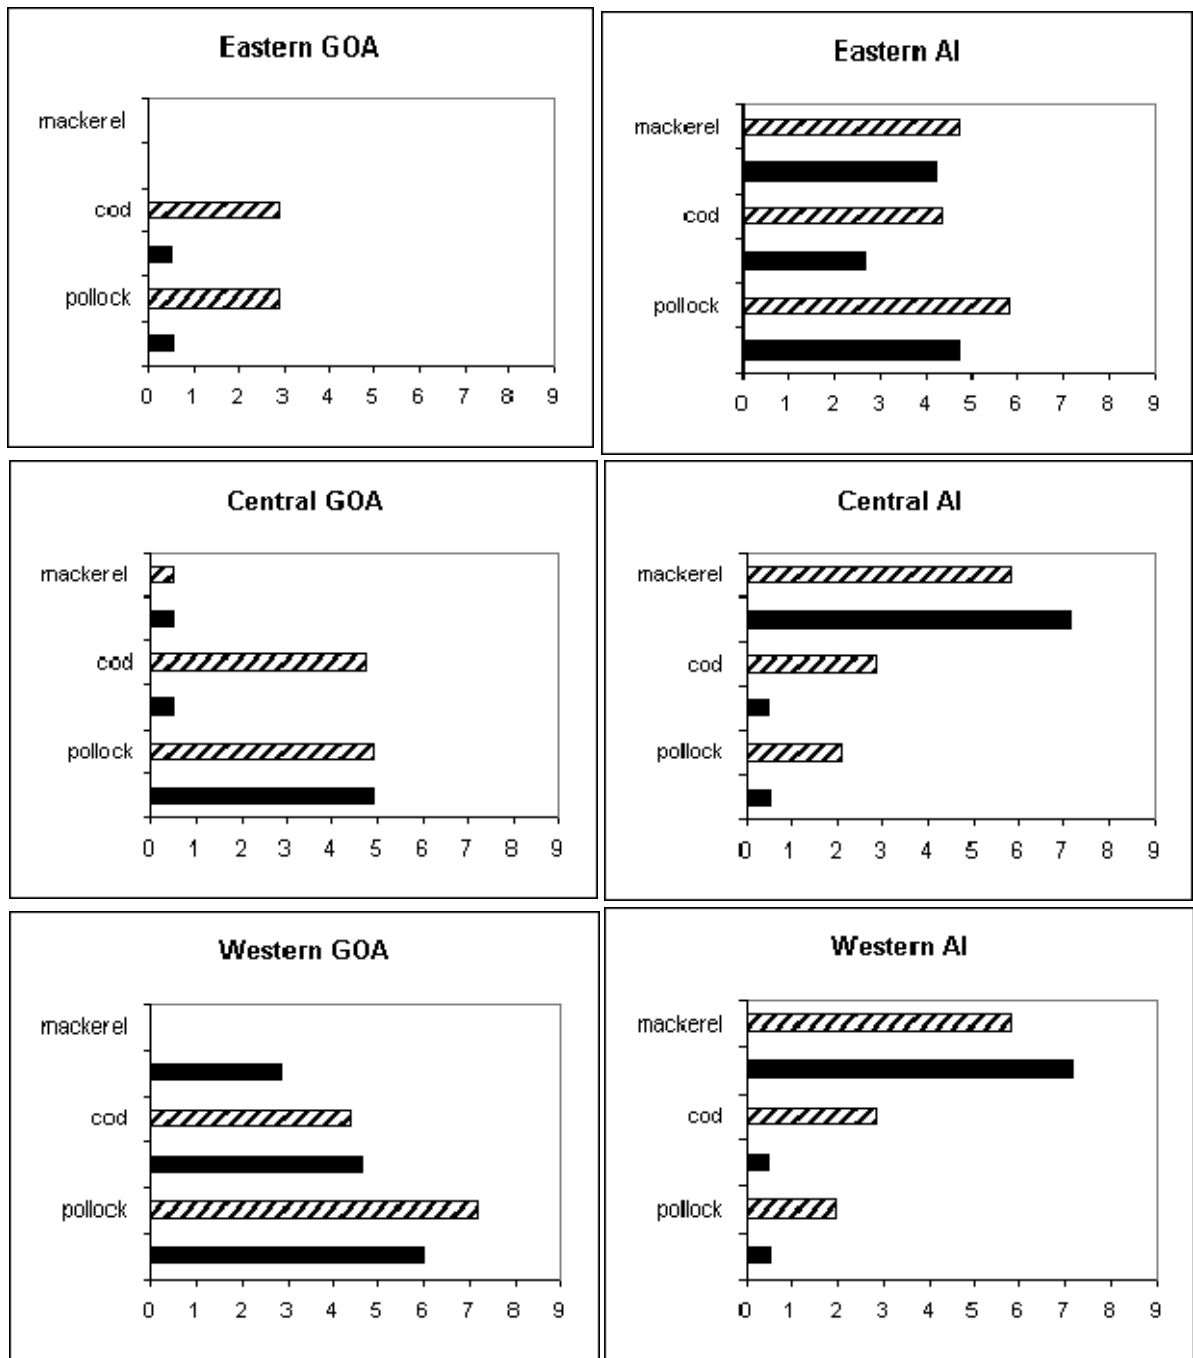 Eastern GOA
mackerel
cod
pollock
0 1 2 3 4 5 6 7 8 9
Eastern AI
mackerel
cod
pollock
0 1 2 3 4 5 6 7 8 9
Central GOA
mackerel
cod
pollock
0 1 2 3 4 5 6 7 8 9
Central AI
mackerel
cod
pollock
0 1 2 3 4 5 6 7 8 9
Western GOA
mackerel
cod
pollock
0 1 2 3 4 5 6 7 8 9
Western AI
mackerel
cod
pollock
0 1 2 3 4 5 6 7 8 9